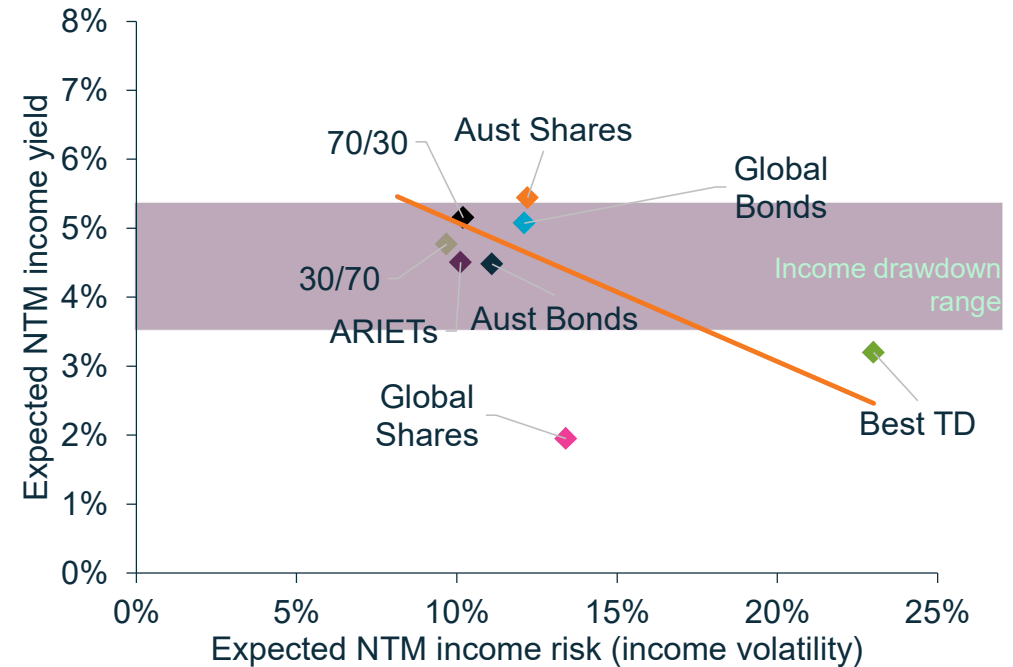 8%
7%
6%
5%
4%
3%
2%
1%
0%
Expected NTM income yield
70/30
Aust Shares
Global
Bonds
Income drawdown
range
30/70
ARIETs
Aust Bonds
Global
Shares
Best TD
0%
5%
10%
15%
20%
25%
Expected NTM income risk (income volatility)